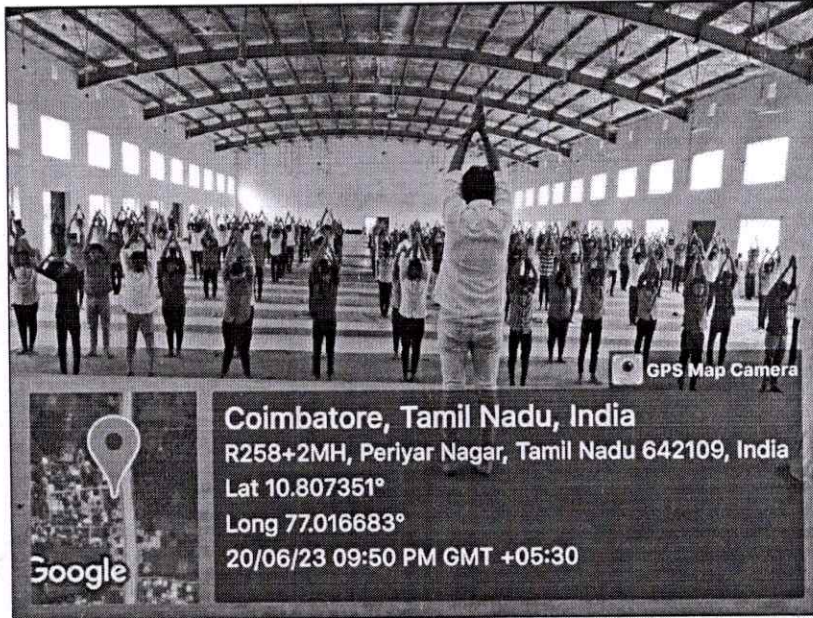 GPS Map Camera
Coimbatore, Tamil Nadu, India
R258+2MH, Periyar Nagar, Tamil Nadu 642109, India
Lat 10.807351°
Long 77.016683°
20/06/23 09:50 PM GMT +05:30
Google